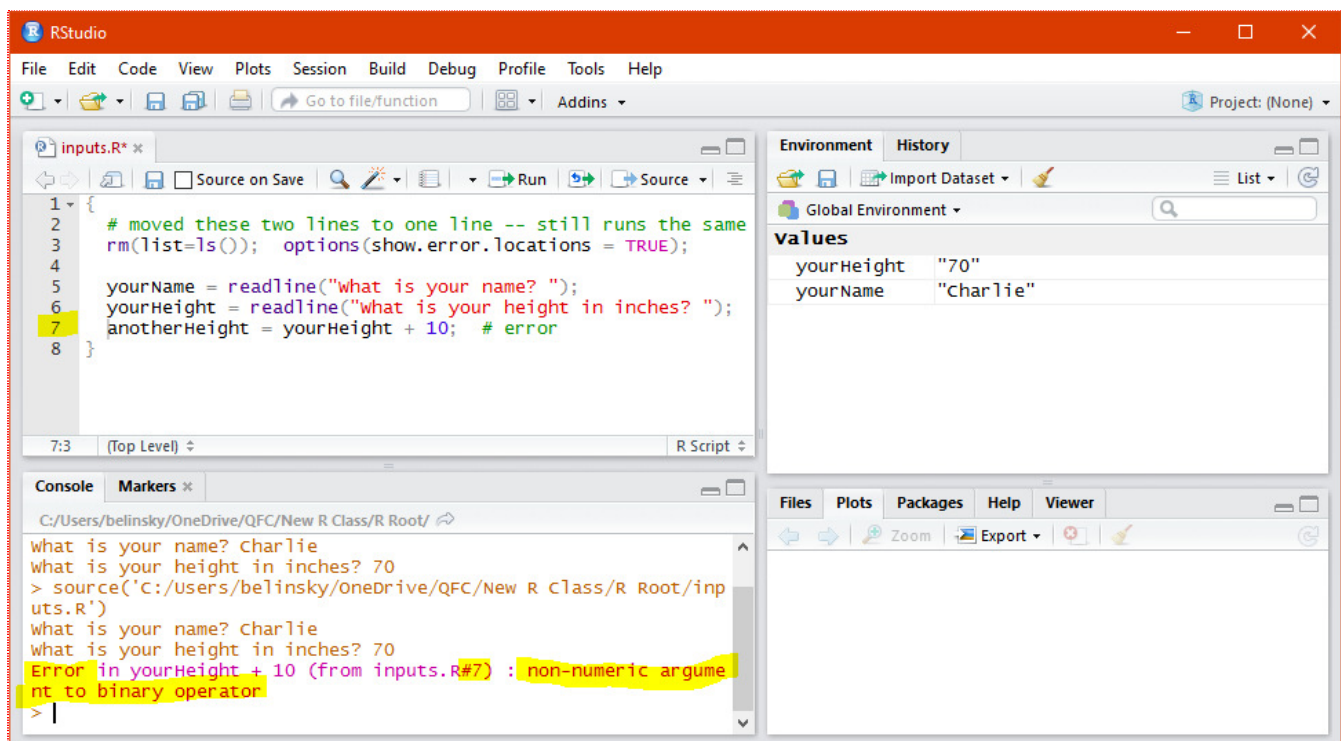 RStudio
File Edit Code View Plots Session Build Debug Profile Tools Help
Go to file/function Addins Project: (None)
inputs.R*
Source on Save Run Source
1 {
2 # moved these two lines to one line -- still runs the same
3 rm(list=ls()); options(show.error.locations = TRUE);
4
5 yourName = readline("What is your name? ");
6 yourHeight = readline("What is your height in inches? ");
7 anotherHeight = yourHeight + 10; # error
8 }
7:3 (Top Level) R Script
Console Markers
C:/Users/belinsky/OneDrive/QFC/New R Class/R Root/
What is your name? Charlie
What is your height in inches? 70
> source('C:/Users/belinsky/OneDrive/QFC/New R Class/R Root/inp
uts.R')
What is your name? Charlie
What is your height in inches? 70
Error in yourHeight + 10 (from inputs.R#7) : non-numeric argume
nt to binary operator
>
Environment History
Import Dataset List
Global Environment
Values
yourHeight "70"
yourName "Charlie"
Files Plots Packages Help Viewer
Zoom Export